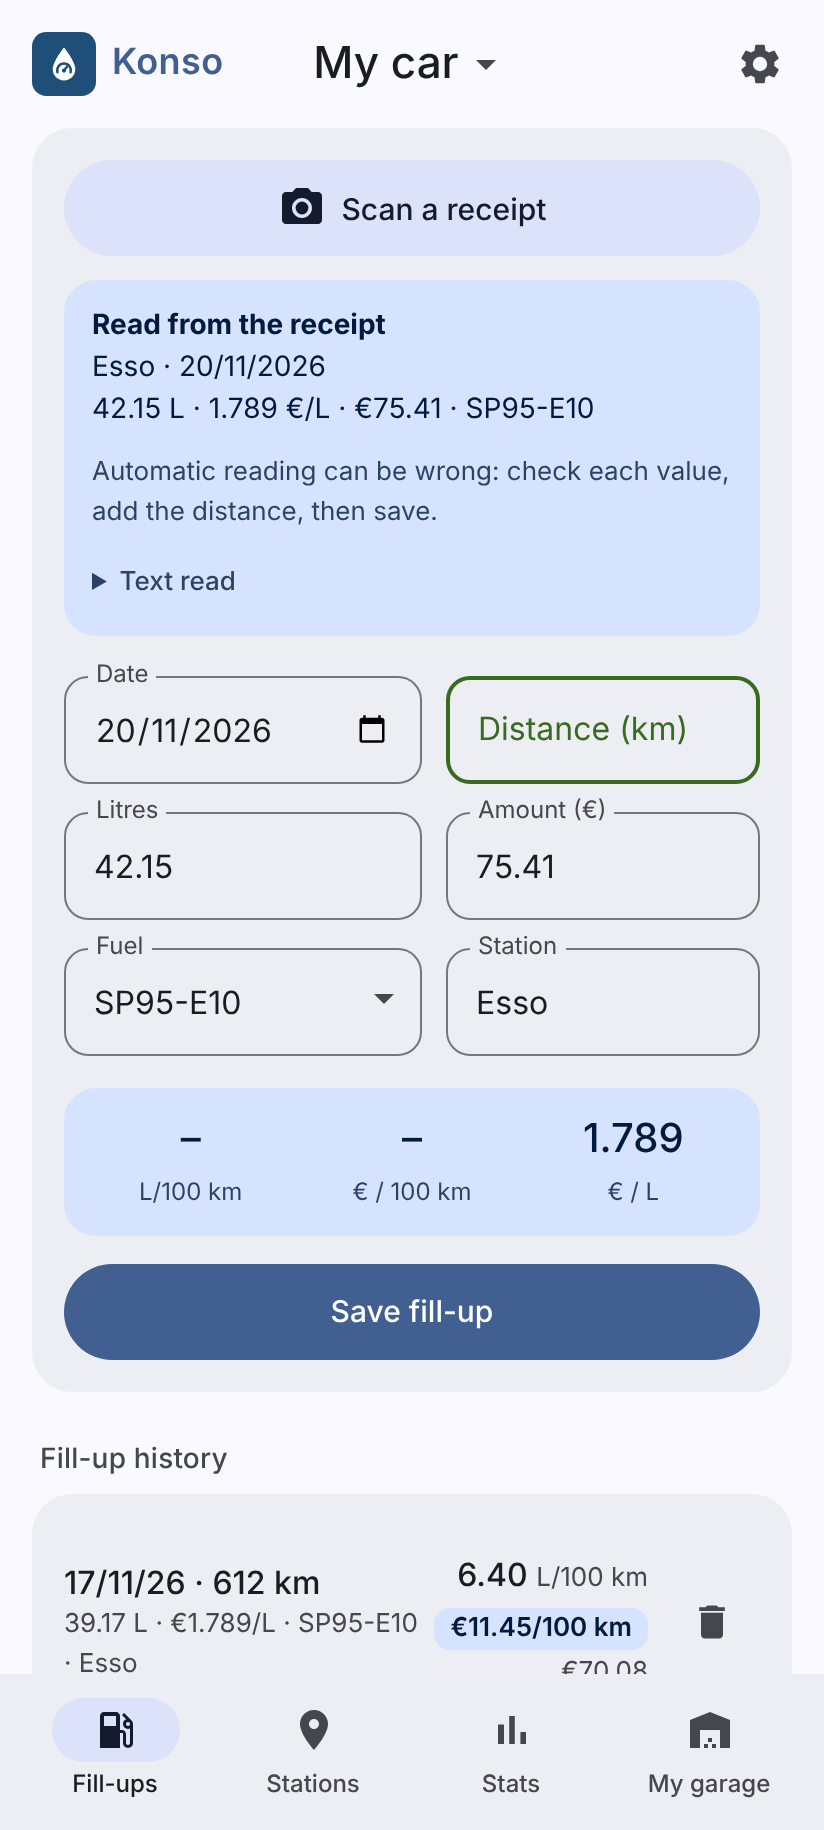 Konso
My car
Scan a receipt
Read from the receipt
Esso · 20/11/2026
42.15 L · 1.789 €/L · €75.41 · SP95-E10
Automatic reading can be wrong: check each value,
add the distance, then save.
Text read
Date
20/11/2026
Distance (km)
Litres
42.15
Amount (€)
75.41
Fuel
SP95-E10
Station
Esso
– – 1.789
L/100 km € / 100 km € / L
Save fill-up
Fill-up history
17/11/26 · 612 km
39.17 L · €1.789/L · SP95-E10
· Esso
6.40 L/100 km
€11.45/100 km
€70.08
Fill-ups Stations Stats My garage